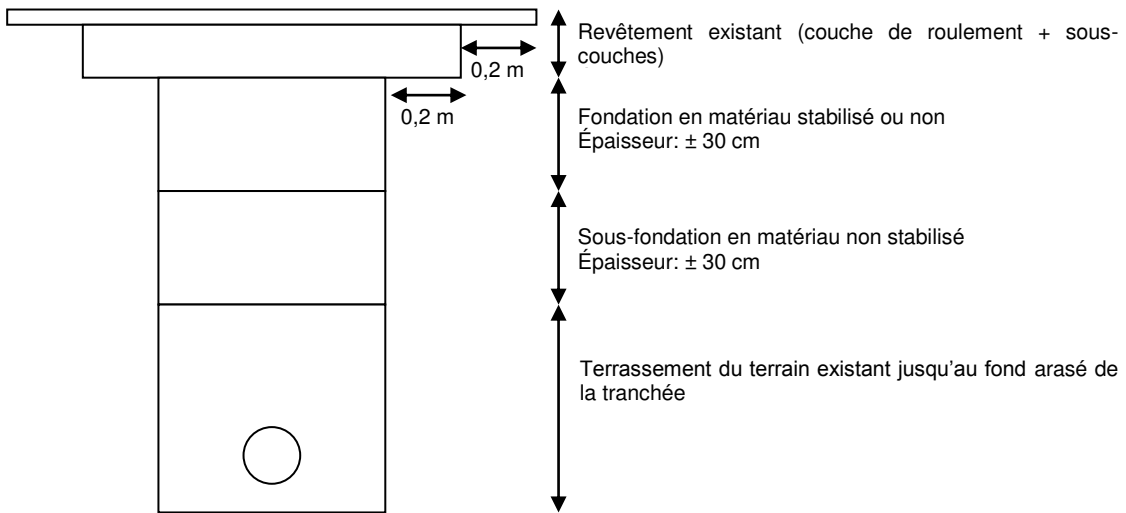 Revêtement existant (couche de roulement + sous-
couches)
0,2 m
0,2 m
Fondation en matériau stabilisé ou non
Épaisseur: ± 30 cm
Sous-fondation en matériau non stabilisé
Épaisseur: ± 30 cm
Terrassement du terrain existant jusqu'au fond arasé de
la tranchée